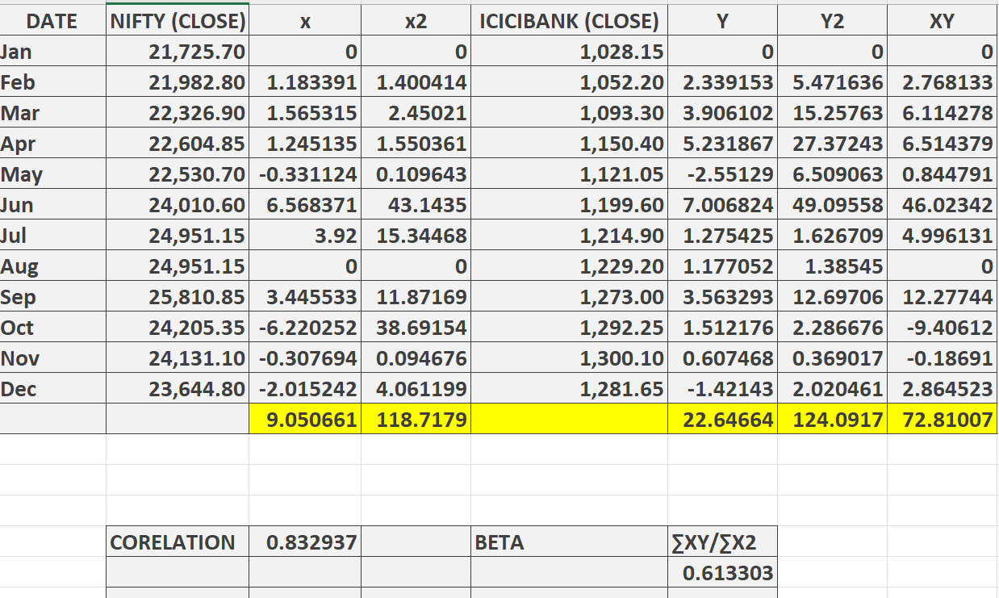 DATE NIFTY (CLOSE) x x2 ICICIBANK (CLOSE) Y Y2 XY
Jan 21,725.70 0 0 1,028.15 0 0 0
Feb 21,982.80 1.183391 1.400414 1,052.20 2.339153 5.471636 2.768133
Mar 22,326.90 1.565315 2.45021 1,093.30 3.906102 15.25763 6.114278
Apr 22,604.85 1.245135 1.550361 1,150.40 5.231867 27.37243 6.514379
May 22,530.70 -0.331124 0.109643 1,121.05 -2.55129 6.509063 0.844791
Jun 24,010.60 6.568371 43.1435 1,199.60 7.006824 49.09558 46.02342
Jul 24,951.15 3.92 15.34468 1,214.90 1.275425 1.626709 4.996131
Aug 24,951.15 0 0 1,229.20 1.177052 1.38545 0
Sep 25,810.85 3.445533 11.87169 1,273.00 3.563293 12.69706 12.27744
Oct 24,205.35 -6.220252 38.69154 1,292.25 1.512176 2.286676 -9.40612
Nov 24,131.10 -0.307694 0.094676 1,300.10 0.607468 0.369017 -0.18691
Dec 23,644.80 -2.015242 4.061199 1,281.65 -1.42143 2.020461 2.864523
9.050661 118.7179 22.64664 124.0917 72.81007
CORELATION 0.832937 BETA ∑XY/∑X2
0.613303